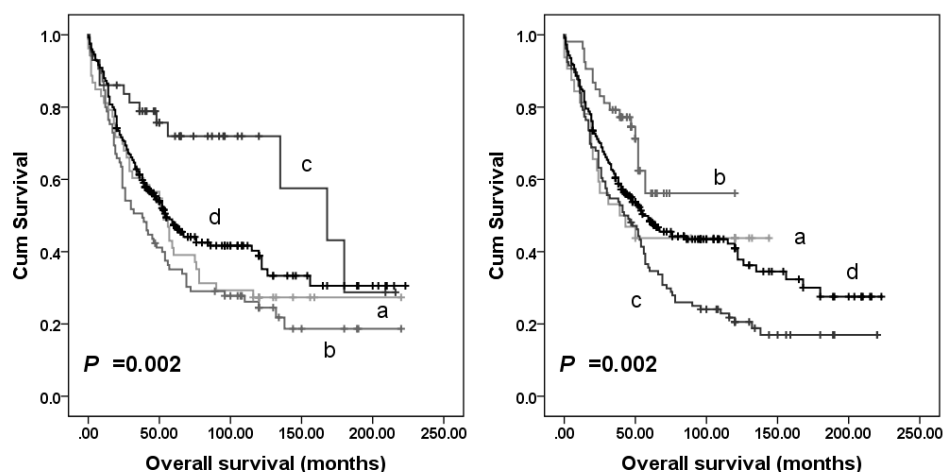 Cum Survival
1.0
0.8
0.6
0.4
0.2
0.0
c
d
a
b
P =0.002
.00 50.00 100.00 150.00 200.00 250.00
Overall survival (months)
Cum Survival
1.0
0.8
0.6
0.4
0.2
0.0
b
a
d
c
P =0.002
.00 50.00 100.00 150.00 200.00 250.00
Overall survival (months)